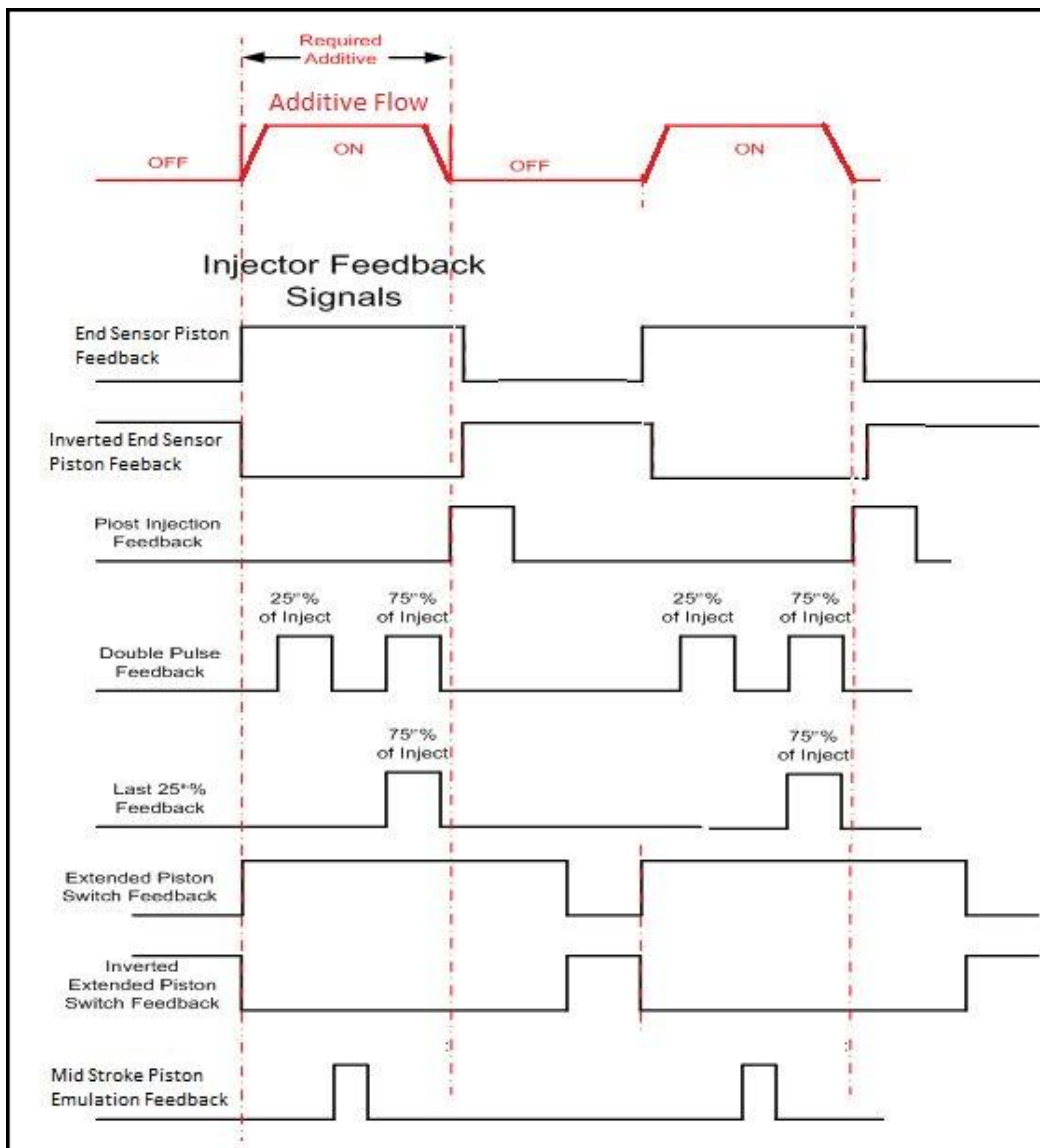 Required
Additive
Additive Flow
OFF
ON
OFF
ON
Injector Feedback
Signals
End Sensor Piston
Feedback
Inverted End Sensor
Piston Feeback
Piost Injection
Feedback
25"%
of Inject
75"%
of Inject
25"%
of Inject
75"%
of Inject
Double Pulse
Feedback
75"%
of Inject
75"%
of Inject
Last 25"%
Feedback
Extended Piston
Switch Feedback
Inverted
Extended Piston
Switch Feedback
Mid Stroke Piston
Emulation Feedback